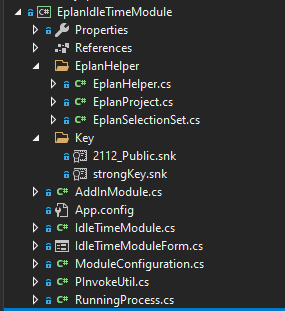 EplanIdleTimeModule
Properties
References
EplanHelper
EplanHelper.cs
EplanProject.cs
EplanSelectionSet.cs
Key
2112_Public.snk
strongKey.snk
AddInModule.cs
App.config
IdleTimeModule.cs
IdleTimeModuleForm.cs
ModuleConfiguration.cs
PInvokeUtil.cs
RunningProcess.cs